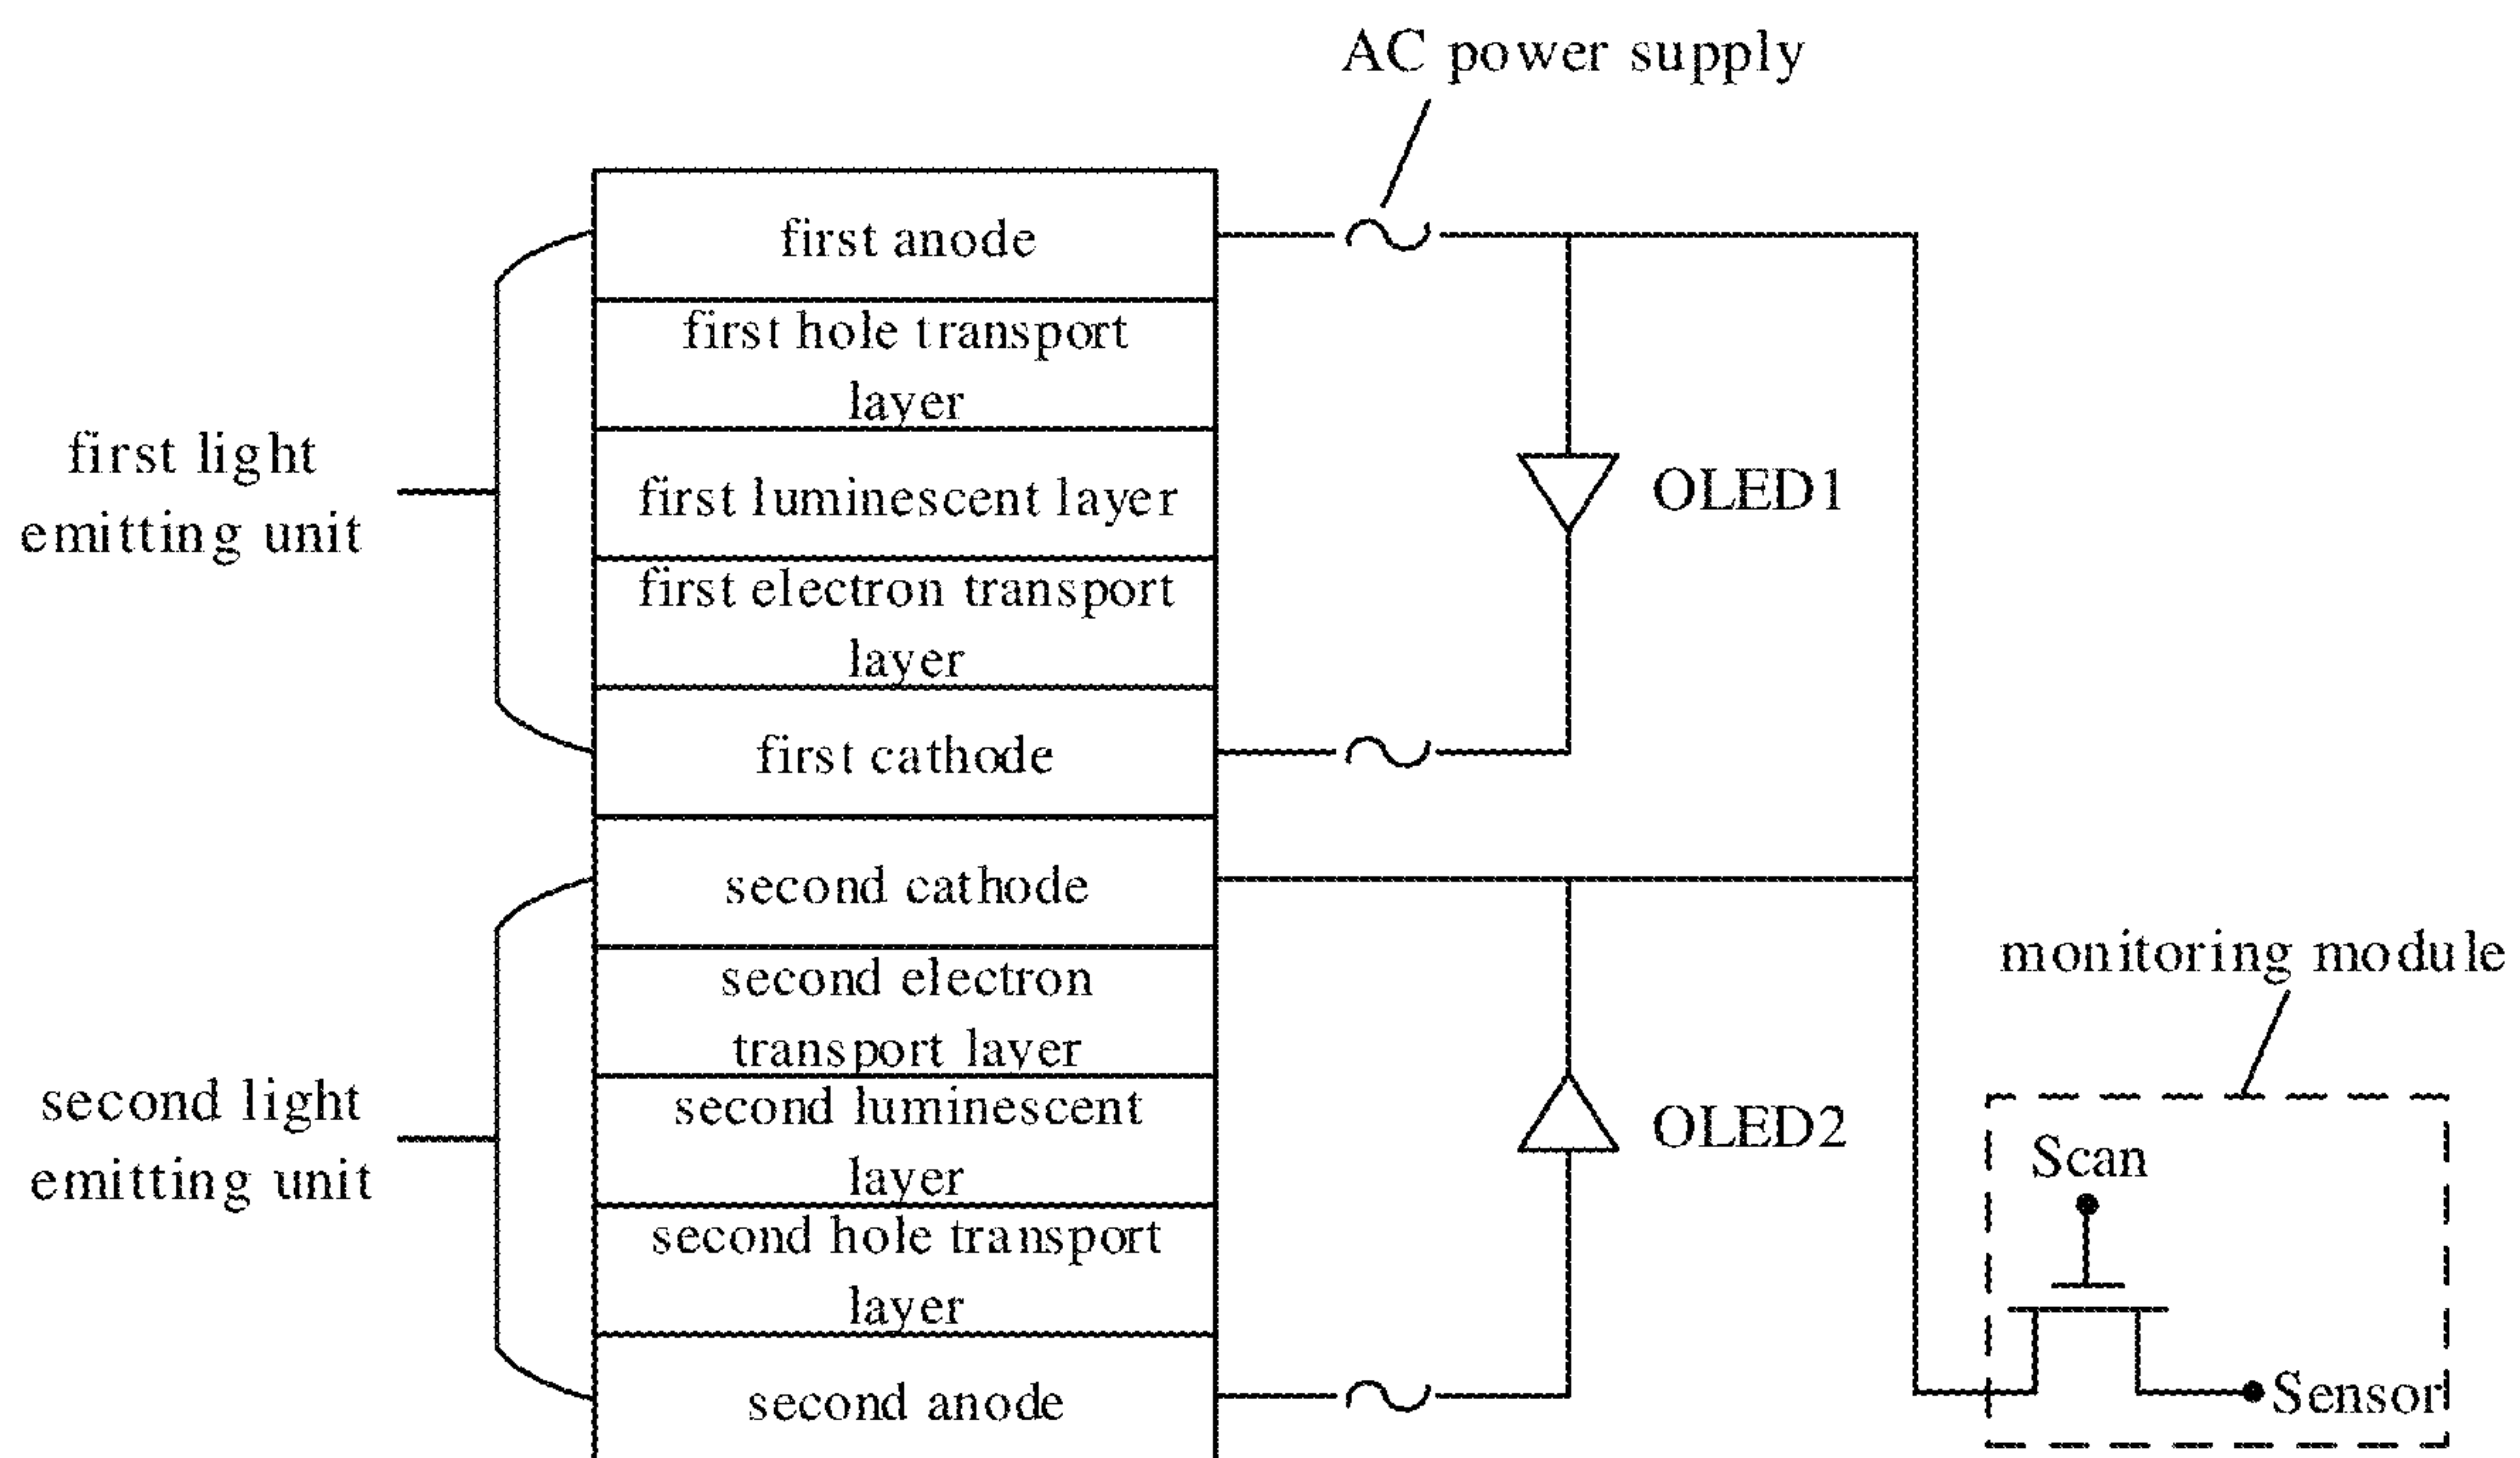 AC power supply
first anode
first hole transport
layer
first light
emitting unit
first luminescent layer
OLED1
first electron transport
layer
first cathode
second cathode
monitoring module
second electron
transport layer
second light
emitting unit
second luminescent
layer
OLED2
Scan
second hole transport
layer
second anode
Sensor